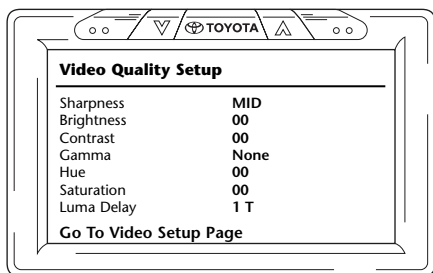 TOYOTA
Video Quality Setup
Sharpness MID
Brightness 00
Contrast 00
Gamma None
Hue 00
Saturation 00
Luma Delay 1 T
Go To Video Setup Page